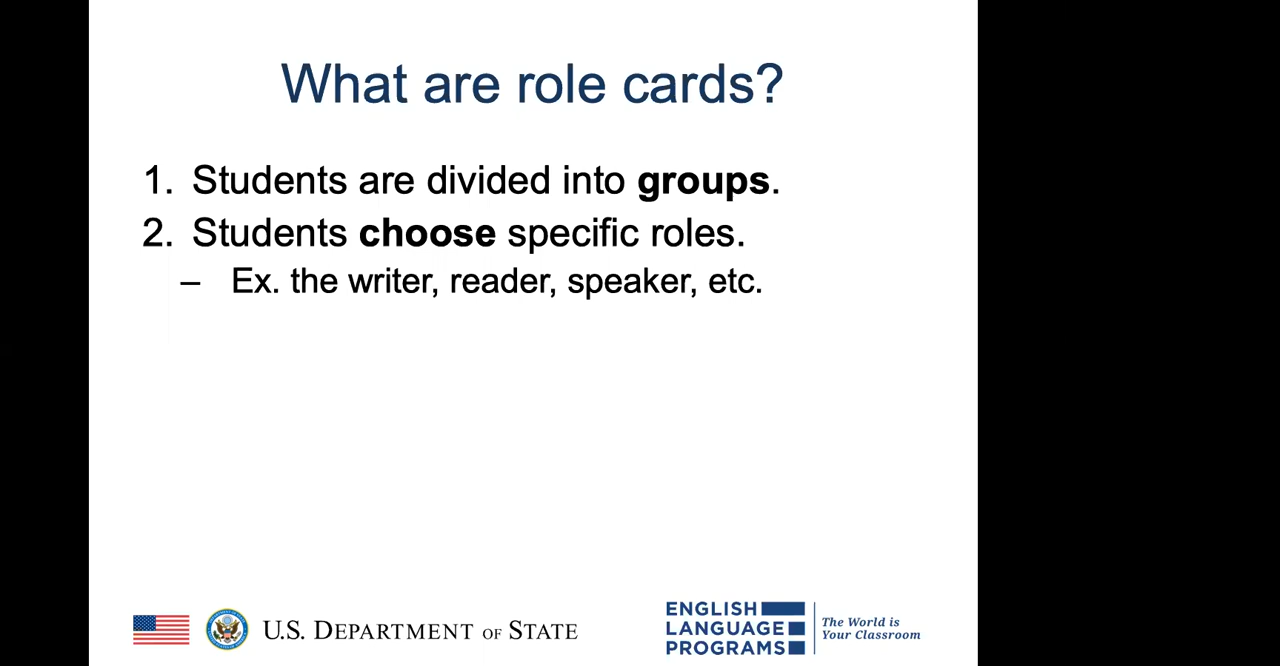 What are role cards?
1. Students are divided into groups.
2. Students choose specific roles.
– Ex. the writer, reader, speaker, etc.
U.S. DEPARTMENT OF STATE
ENGLISH
LANGUAGE
PROGRAMS
The World is
Your Classroom